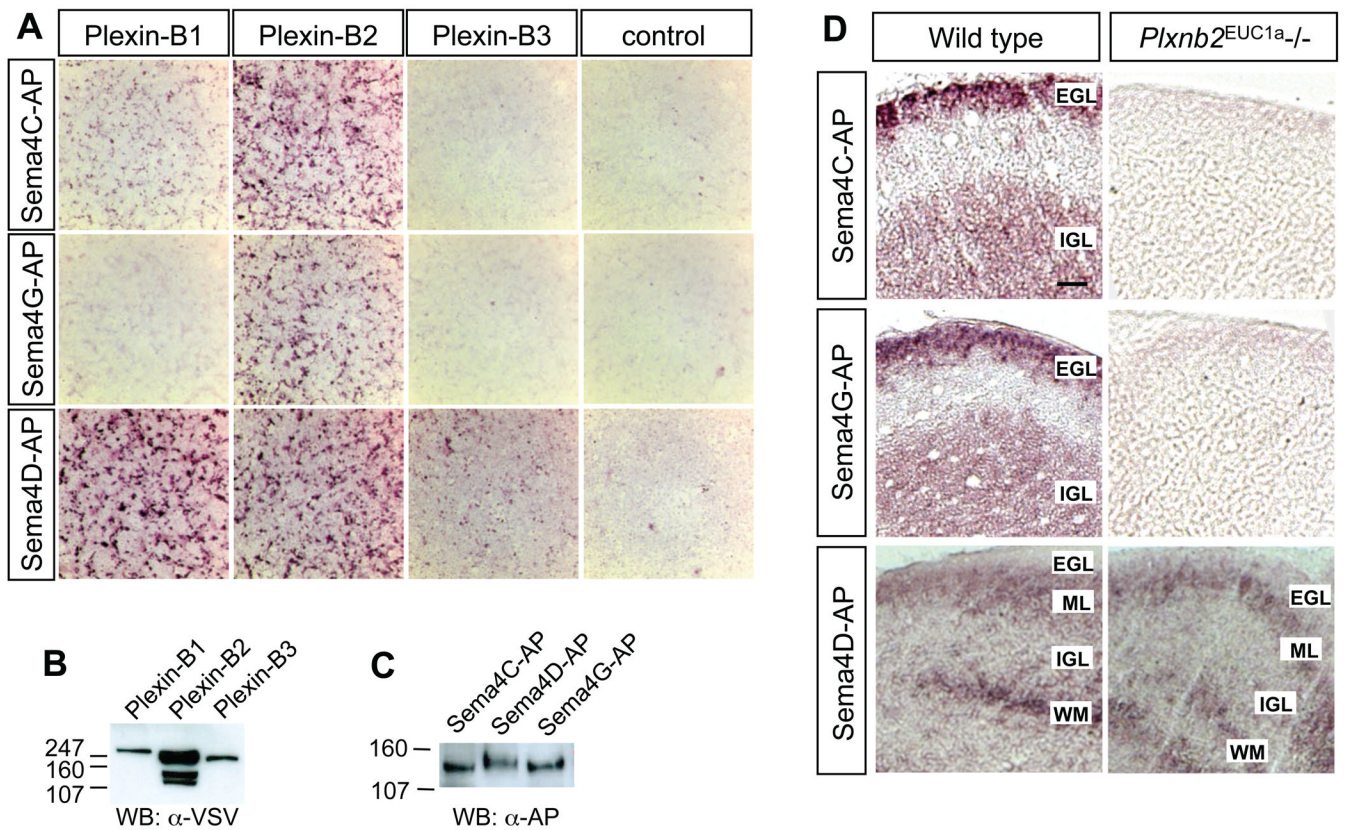 A
Plexin-B1 Plexin-B2 Plexin-B3 control
Sema4C-AP
Sema4G-AP
Sema4D-AP
B
Plexin-B1
Plexin-B2
Plexin-B3
247
160
107
WB: α-VSV
C
Sema4C-AP
Sema4D-AP
Sema4G-AP
160
107
WB: α-AP
D
Wild type Plxnb2EUC1a-/-
Sema4C-AP
EGL
IGL
Sema4G-AP
EGL
IGL
Sema4D-AP
EGL
ML
IGL
WM
EGL
ML
IGL
WM